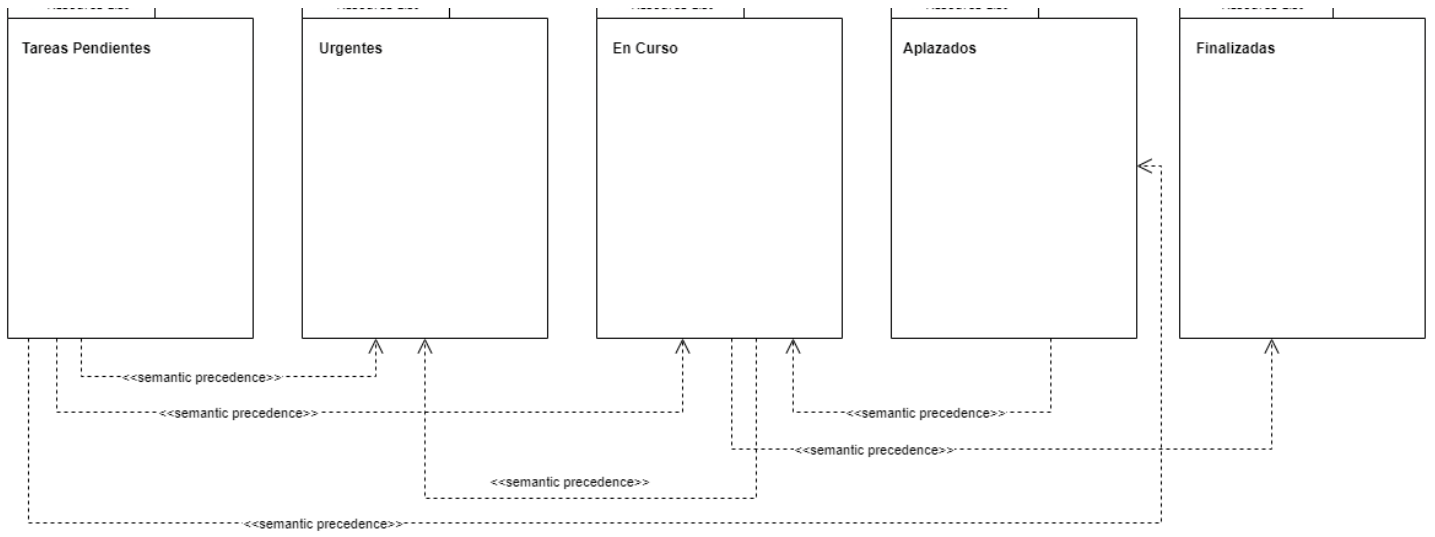 Tareas Pendientes
Urgentes
En Curso
Aplazados
Finalizadas
<<semantic precedence>>
<<semantic precedence>>
<<semantic precedence>>
<<semantic precedence>>
<<semantic precedence>>
<<semantic precedence>>